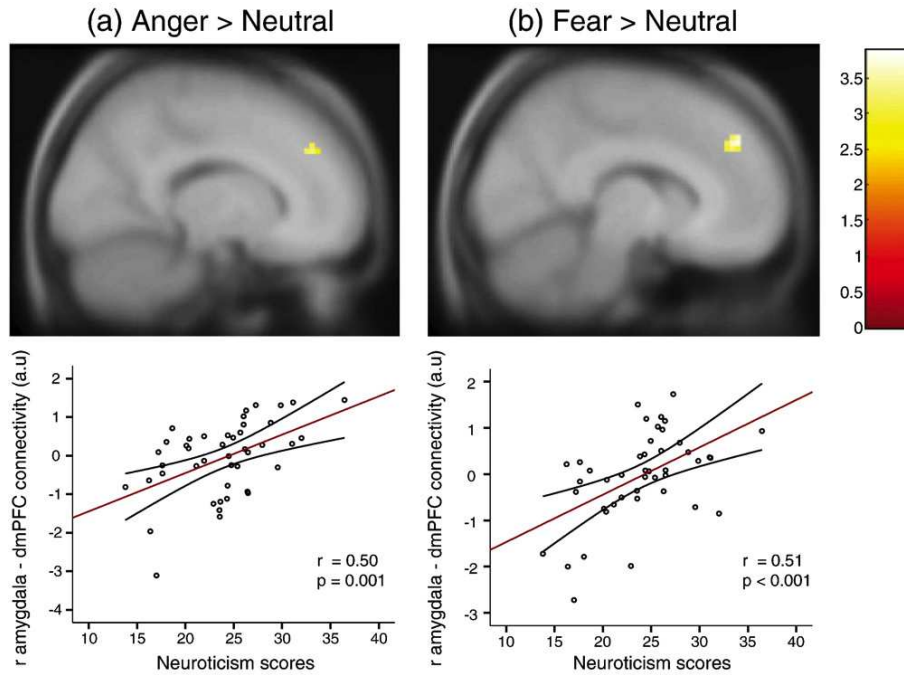 (a) Anger > Neutral
(b) Fear > Neutral
3.5
3
2.5
2
1.5
1
0.5
0
r amygdala - dmPFC connectivity (a.u)
2
1
0
-1
-2
-3
-4
r = 0.50
p = 0.001
10 15 20 25 30 35 40
Neuroticism scores
r amygdala - dmPFC connectivity (a.u)
2
1
0
-1
-2
-3
r = 0.51
p < 0.001
10 15 20 25 30 35 40
Neuroticism scores